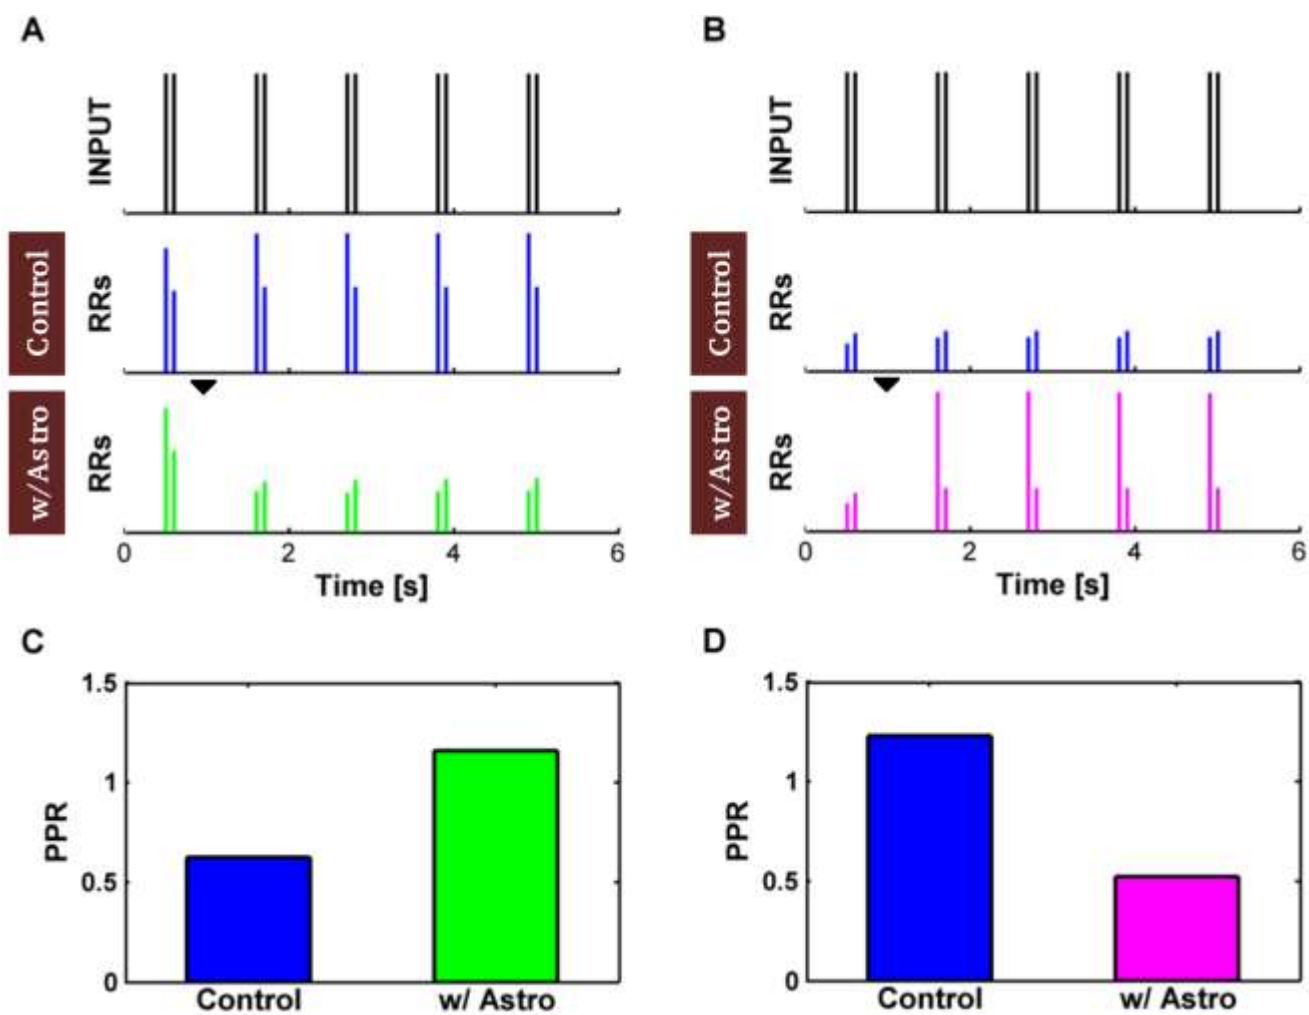 A
INPUT
Control
RRs
w/Astro
RRs
0 2 4 6
Time [s]
B
INPUT
Control
RRs
w/Astro
RRs
0 2 4 6
Time [s]
C
PPR
1.5
1
0.5
0
Control w/ Astro
D
PPR
1.5
1
0.5
0
Control w/ Astro